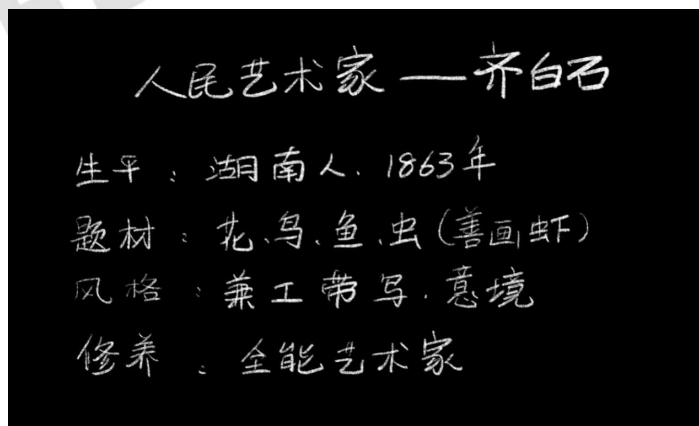 人民艺术家——齐白石
生平：湖南人.1863年
题材：花、鸟、鱼、虫(善画虾)
风格：兼工带写.意境
修养：全能艺术家